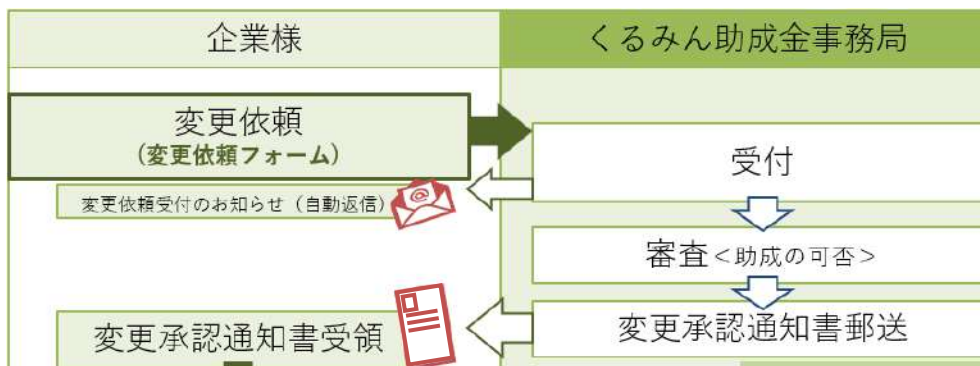 企業様
くるみん助成金事務局
変更依頼
（変更依頼フォーム）
受付
変更依頼受付のお知らせ（自動返信）
@
審査＜助成の可否＞
変更承認通知書受領
変更承認通知書郵送